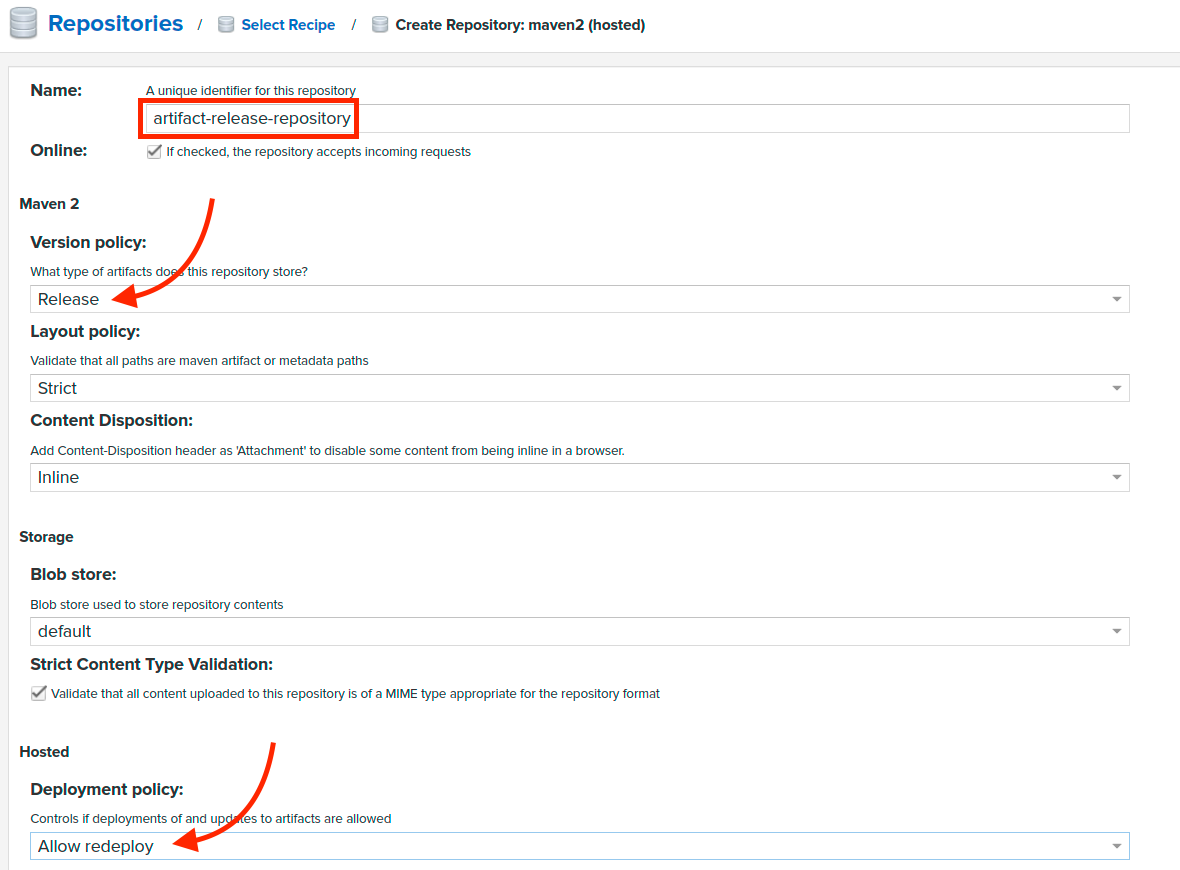 Repositories / Select Recipe / Create Repository: maven2 (hosted)
Name: A unique identifier for this repository
artifact-release-repository
Online: If checked, the repository accepts incoming requests
Maven 2
Version policy:
What type of artifacts does this repository store?
Release
Layout policy:
Validate that all paths are maven artifact or metadata paths
Strict
Content Disposition:
Add Content-Disposition header as 'Attachment' to disable some content from being inline in a browser.
Inline
Storage
Blob store:
Blob store used to store repository contents
default
Strict Content Type Validation:
Validate that all content uploaded to this repository is of a MIME type appropriate for the repository format
Hosted
Deployment policy:
Controls if deployments of and updates to artifacts are allowed
Allow redeploy